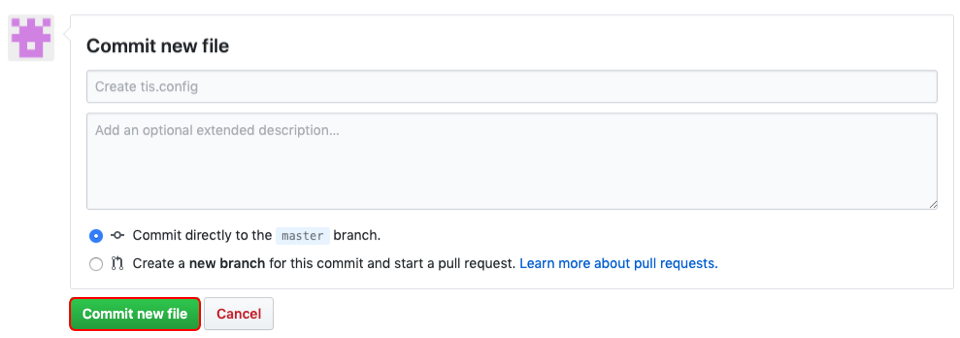 Commit new file
Create tis.config
Add an optional extended description...
Commit directly to the master branch.
Create a new branch for this commit and start a pull request. Learn more about pull requests.
Commit new file Cancel